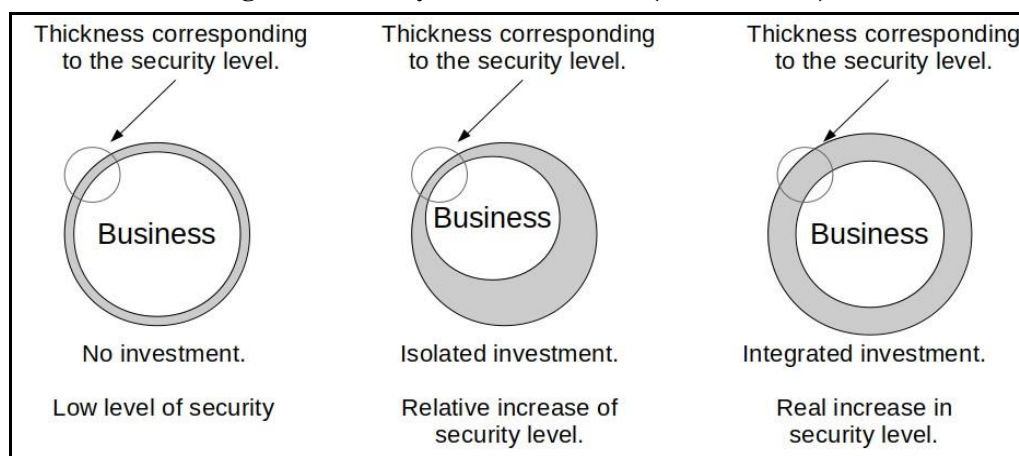 Thickness corresponding
to the security level.
Thickness corresponding
to the security level.
Thickness corresponding
to the security level.
Business
Business
Business
No investment.
Isolated investment.
Integrated investment.
Low level of security
Relative increase of
security level.
Real increase in
security level.